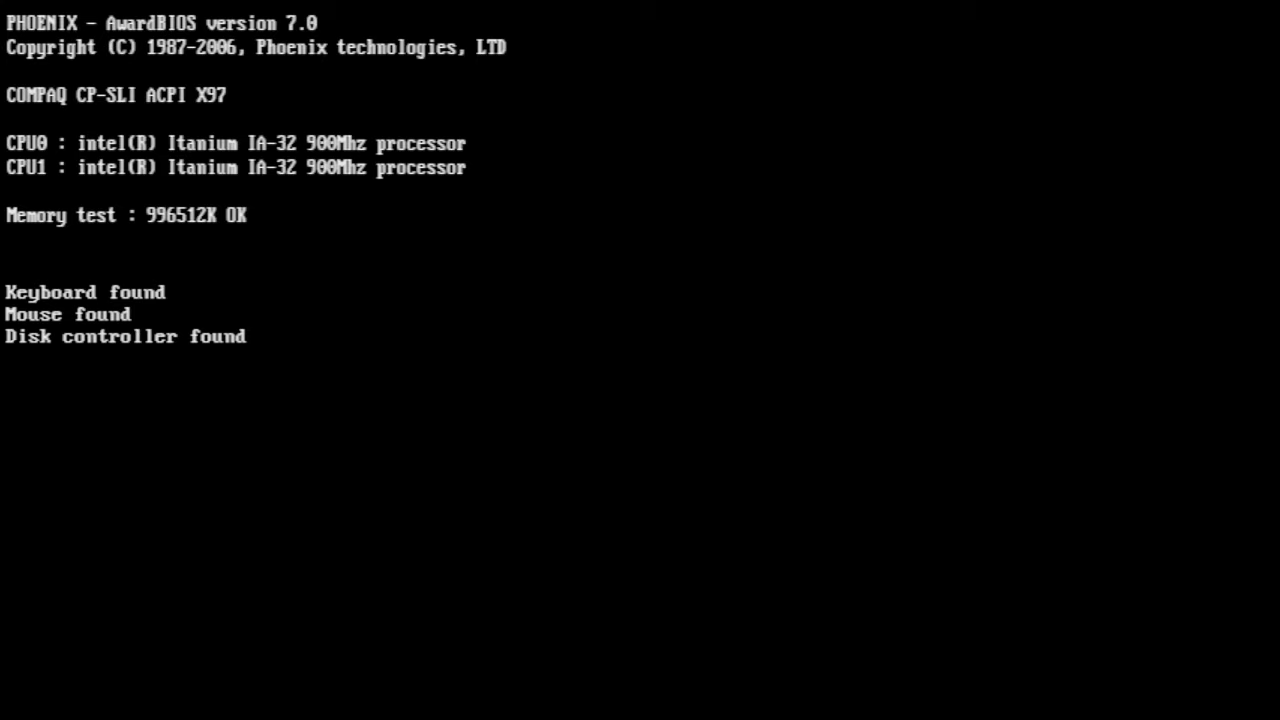 PHOENIX - AwardBIOS version 7.0
Copyright (C) 1987-2006, Phoenix technologies, LTD
COMPAQ CP-SLI ACPI X97
CPU0 : intel(R) Itanium IA-32 900Mhz processor
CPU1 : intel(R) Itanium IA-32 900Mhz processor
Memory test : 996512K OK
Keyboard found
Mouse found
Disk controller found